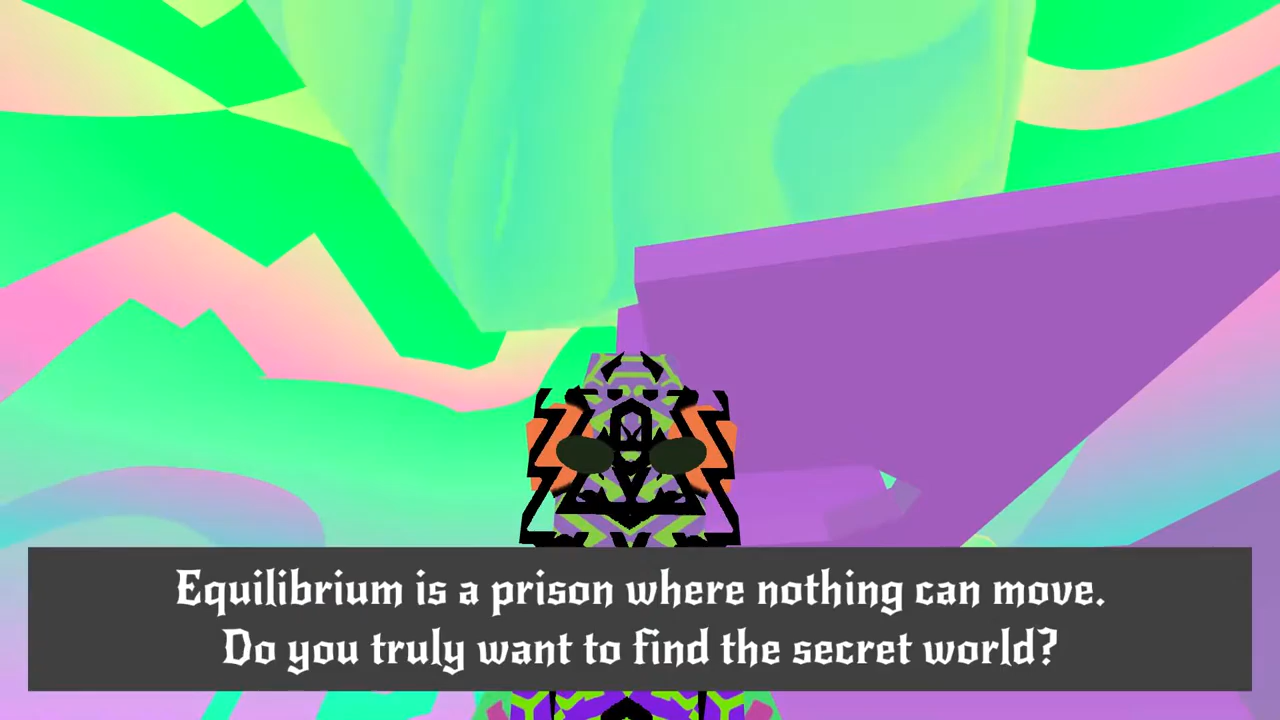 Equilibrium is a prison where nothing can move.
Do you truly want to find the secret world?